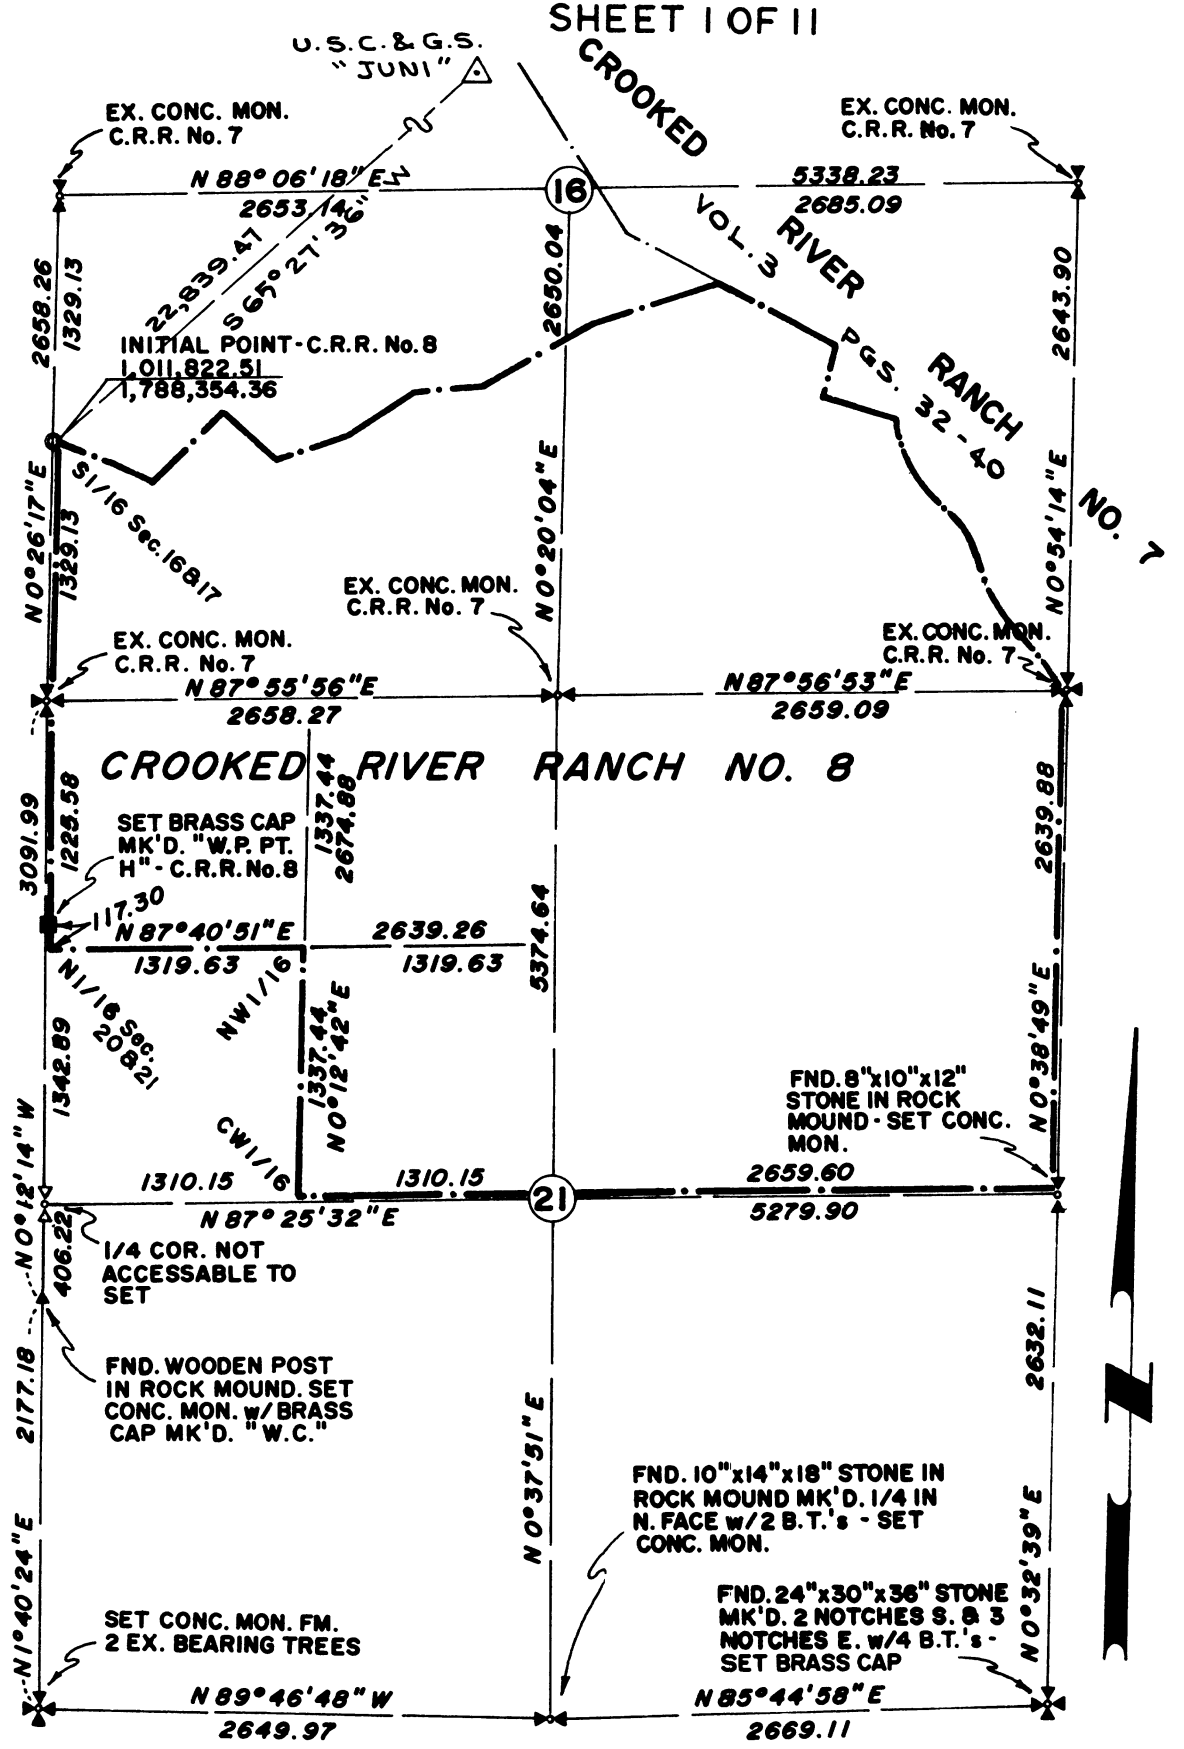 SHEET 1 OF 11
U.S.C.&G.S.
"JUNI"
CROOKED
RIVER
RANCH
NO. 7
VOL. 3
PGS. 32-40
EX. CONC. MON.
C.R.R. No. 7
EX. CONC. MON.
C.R.R. No. 7
N 88° 06' 18" E
2653.14
16
5338.23
2685.09
22,839.47
S 65° 27' 36" W
2658.26
1329.13
2650.04
2643.90
INITIAL POINT - C.R.R. No. 8
1,011,822.51
1,788,354.36
S1/16 Sec. 16&17
N 0° 26' 17" E
1329.13
N 0° 20' 04" E
N 0° 54' 14" E
EX. CONC. MON.
C.R.R. No. 7
EX. CONC. MON.
C.R.R. No. 7
EX. CONC. MON.
C.R.R. No. 7
N 87° 55' 56" E
2658.27
N 87° 56' 53" E
2659.09
CROOKED RIVER RANCH NO. 8
3091.99
1225.58
1337.44
2674.88
2639.88
SET BRASS CAP
MK'D. "W.P. PT.
H" - C.R.R. No. 8
117.30
N 87° 40' 51" E
1319.63
2639.26
1319.63
5374.64
N1/16 Sec.
20&21
NW1/16
1337.44
N 0° 12' 42" E
N 0° 38' 49" E
1342.89
CW1/16
FND. 8"x10"x12"
STONE IN ROCK
MOUND - SET CONC.
MON.
1310.15
1310.15
2659.60
N 87° 25' 32" E
21
5279.90
N 0° 12' 14" W
406.22
1/4 COR. NOT
ACCESSABLE TO
SET
2177.18
FND. WOODEN POST
IN ROCK MOUND. SET
CONC. MON. w/ BRASS
CAP MK'D. "W.C."
2632.11
N 0° 37' 51" E
FND. 10"x14"x18" STONE IN
ROCK MOUND MK'D. 1/4 IN
N. FACE w/2 B.T.'s - SET
CONC. MON.
N 1° 40' 24" E
N 0° 32' 39" E
SET CONC. MON. FM.
2 EX. BEARING TREES
FND. 24"x30"x36" STONE
MK'D. 2 NOTCHES S. & 3
NOTCHES E. w/4 B.T.'s -
SET BRASS CAP
N 89° 46' 48" W
2649.97
N 85° 44' 58" E
2669.11
N